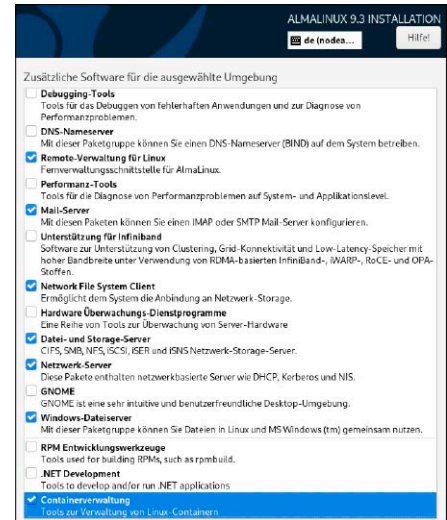 ALMALINUX 9.3 INSTALLATION
de (nodea...
Hilfe!
Zusätzliche Software für die ausgewählte Umgebung
Debugging-Tools
Tools für das Debuggen von fehlerhaften Anwendungen und zur Diagnose von
Performanzproblemen.
DNS-Nameserver
Mit dieser Paketgruppe können Sie einen DNS-Nameserver (BIND) auf dem System betreiben.
Remote-Verwaltung für Linux
Fernverwaltungsschnittstelle für AlmaLinux.
Performanz-Tools
Tools für die Diagnose von Performanzproblemen auf System- und Applikationslevel.
Mail-Server
Mit diesen Paketen können Sie einen IMAP oder SMTP Mail-Server konfigurieren.
Unterstützung für Infiniband
Software zur Unterstützung von Clustering, Grid-Konnektivität und Low-Latency-Speicher mit
hoher Bandbreite unter Verwendung von RDMA-basierten InfiniBand-, iWARP-, RoCE- und OPA-
Stoffen.
Network File System Client
Ermöglicht dem System die Anbindung an Netzwerk-Storage.
Hardware Überwachungs-Dienstprogramme
Eine Reihe von Tools zur Überwachung von Server-Hardware
Datei- und Storage-Server
CIFS, SMB, NFS, iSCSI, iSER und iSNS Netzwerk-Storage-Server.
Netzwerk-Server
Diese Pakete enthalten netzwerkbasierte Server wie DHCP, Kerberos und NIS.
GNOME
GNOME ist eine sehr intuitive und benutzerfreundliche Desktop-Umgebung.
Windows-Dateiserver
Mit dieser Paketgruppe können Sie Dateien in Linux und MS Windows (tm) gemeinsam nutzen.
RPM Entwicklungswerkzeuge
Tools used for building RPMs, such as rpmbuild.
.NET Development
Tools to develop and/or run .NET applications
Containerverwaltung
Tools zur Verwaltung von Linux-Containern